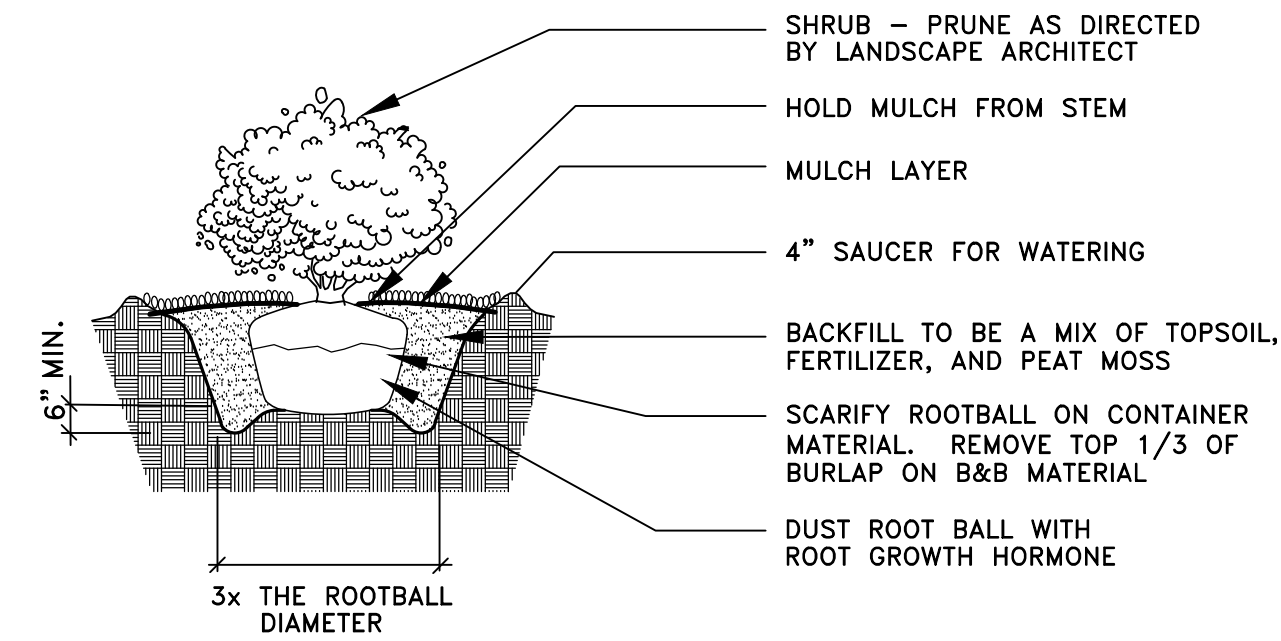 SHRUB – PRUNE AS DIRECTED
BY LANDSCAPE ARCHITECT
HOLD MULCH FROM STEM
MULCH LAYER
4” SAUCER FOR WATERING
BACKFILL TO BE A MIX OF TOPSOIL,
FERTILIZER, AND PEAT MOSS
SCARIFY ROOTBALL ON CONTAINER
MATERIAL.  REMOVE TOP 1/3 OF
BURLAP ON B&B MATERIAL
DUST ROOT BALL WITH
ROOT GROWTH HORMONE
6” MIN.
3x THE ROOTBALL
DIAMETER